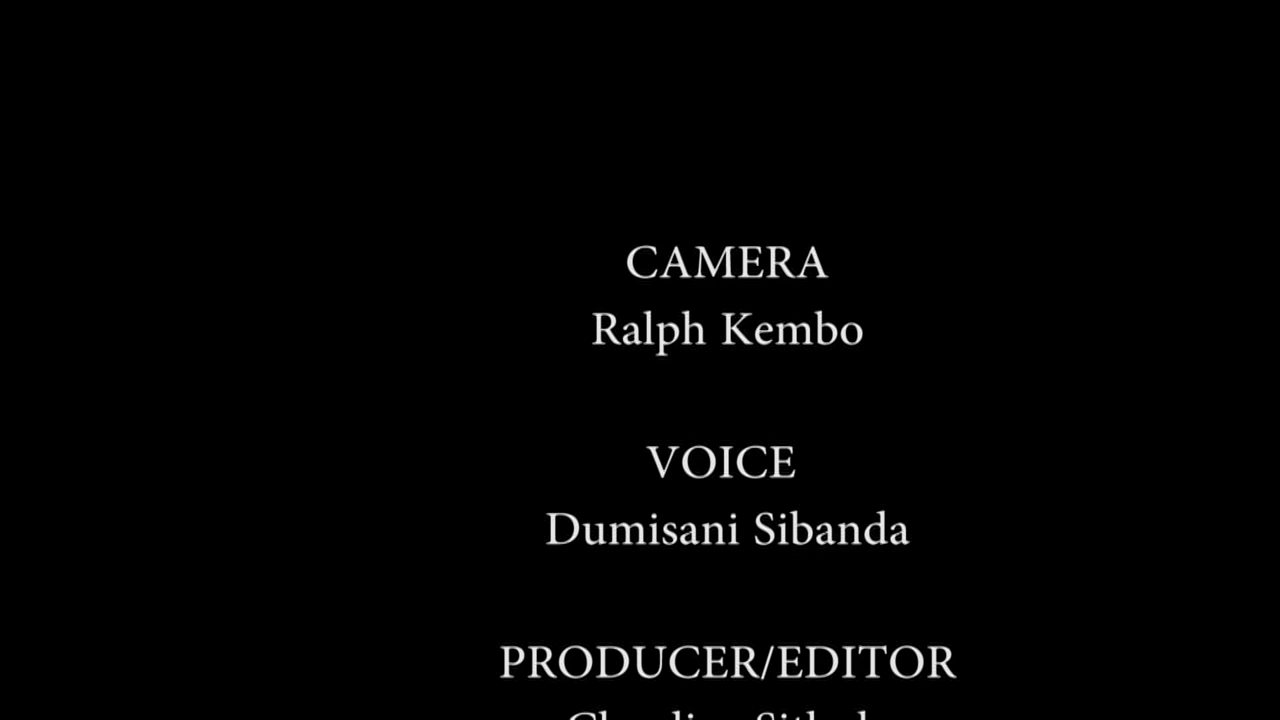 CAMERA
Ralph Kembo
VOICE
Dumisani Sibanda
PRODUCER/EDITOR